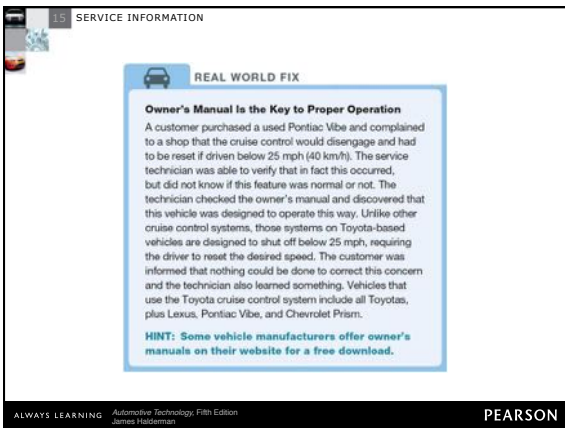 15 SERVICE INFORMATION
REAL WORLD FIX
Owner's Manual Is the Key to Proper Operation
A customer purchased a used Pontiac Vibe and complained
to a shop that the cruise control would disengage and had
to be reset if driven below 25 mph (40 km/h). The service
technician was able to verify that in fact this occurred,
but did not know if this feature was normal or not. The
technician checked the owner's manual and discovered that
this vehicle was designed to operate this way. Unlike other
cruise control systems, those systems on Toyota-based
vehicles are designed to shut off below 25 mph, requiring
the driver to reset the desired speed. The customer was
informed that nothing could be done to correct this concern
and the technician also learned something. Vehicles that
use the Toyota cruise control system include all Toyotas,
plus Lexus, Pontiac Vibe, and Chevrolet Prism.
HINT: Some vehicle manufacturers offer owner's
manuals on their website for a free download.
ALWAYS LEARNING Automotive Technology, Fifth Edition
James Halderman
PEARSON